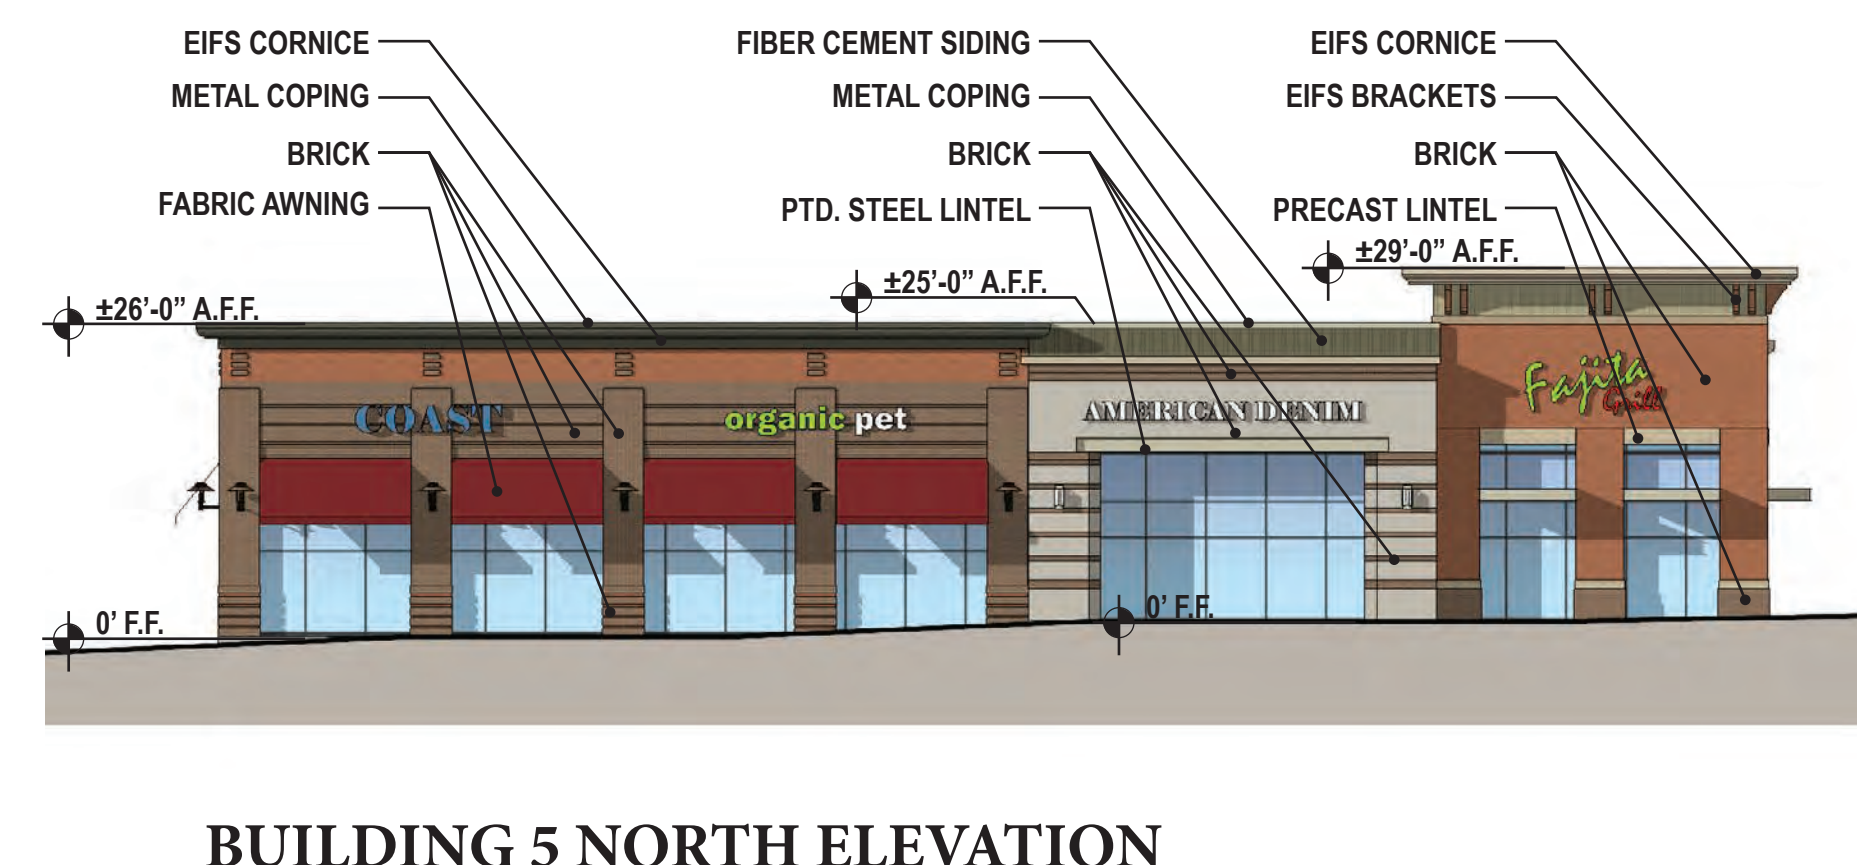 EIFS CORNICE
METAL COPING
BRICK
FABRIC AWNING
FIBER CEMENT SIDING
METAL COPING
BRICK
PTD. STEEL LINTEL
EIFS CORNICE
EIFS BRACKETS
BRICK
PRECAST LINTEL
±29’-0” A.F.F.
±25’-0” A.F.F.
±26’-0” A.F.F.
COAST
organic pet
AMERICAN DENIM
Fajita
Grill
0’ F.F.
0’ F.F.
BUILDING 5 NORTH ELEVATION